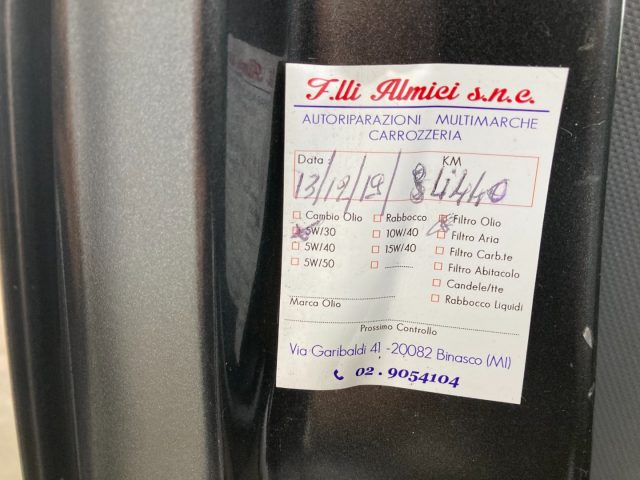 F.lli Almici s.n.c.
AUTORIPARAZIONI MULTIMARCHE
CARROZZERIA
Data: KM
13/12/19/ 84440
Cambio Olio Rabbocco Filtro Olio
5W/30 10W/40 Filtro Aria
5W/40 15W/40 Filtro Carb.te
5W/50 Filtro Abitacolo
Candele/tte
Marca Olio Rabbocco Liquidi
Prossimo Controllo
Via Garibaldi 41 -20082 Binasco (MI)
02.9054104